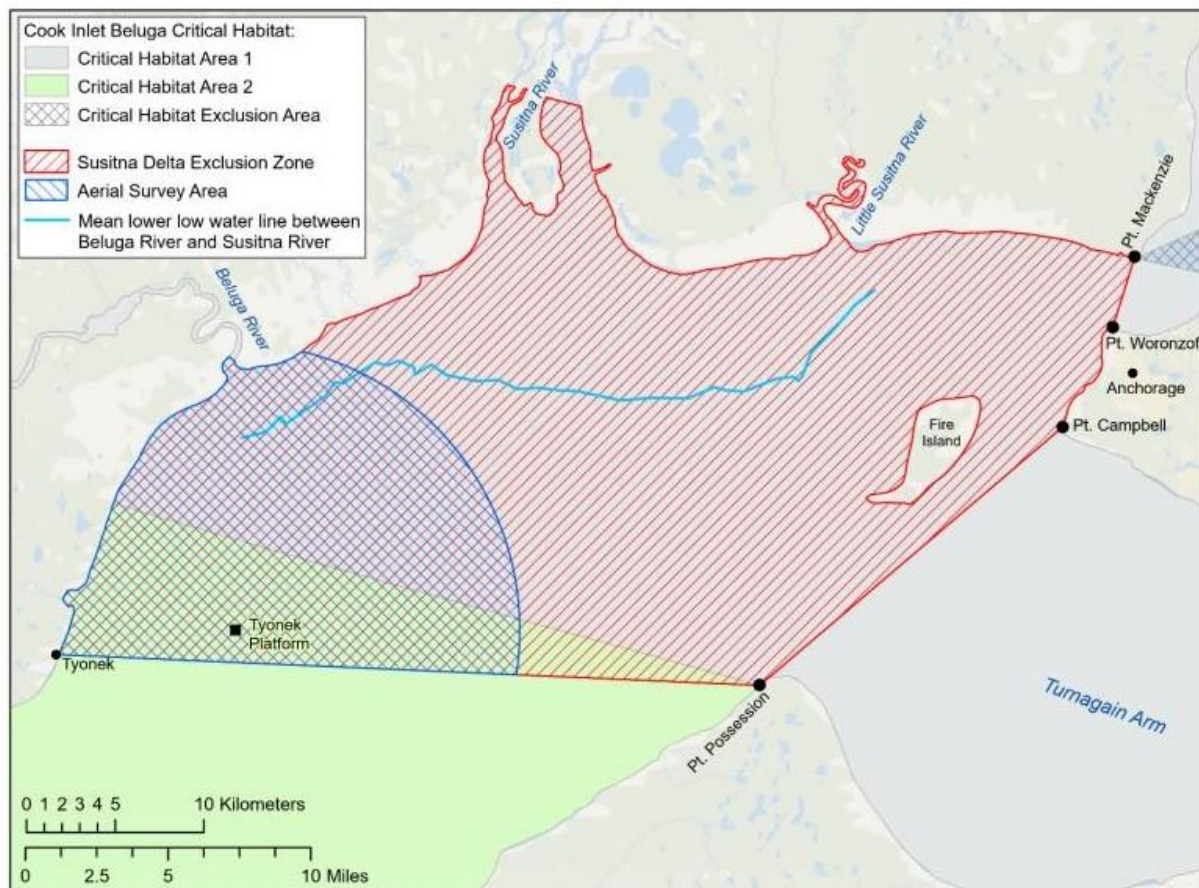 Cook Inlet Beluga Critical Habitat:
Critical Habitat Area 1
Critical Habitat Area 2
Critical Habitat Exclusion Area
Susitna Delta Exclusion Zone
Aerial Survey Area
Mean lower low water line between
Beluga River and Susitna River
Susitna River
Little Susitna River
Pt. Mackenzie
Beluga River
Pt. Woronzof
Anchorage
Pt. Campbell
Fire
Island
Tyonek
Platform
Tyonek
Pt. Possession
Turnagain Arm
0 1 2 3 4 5 10 Kilometers
0 2.5 5 10 Miles